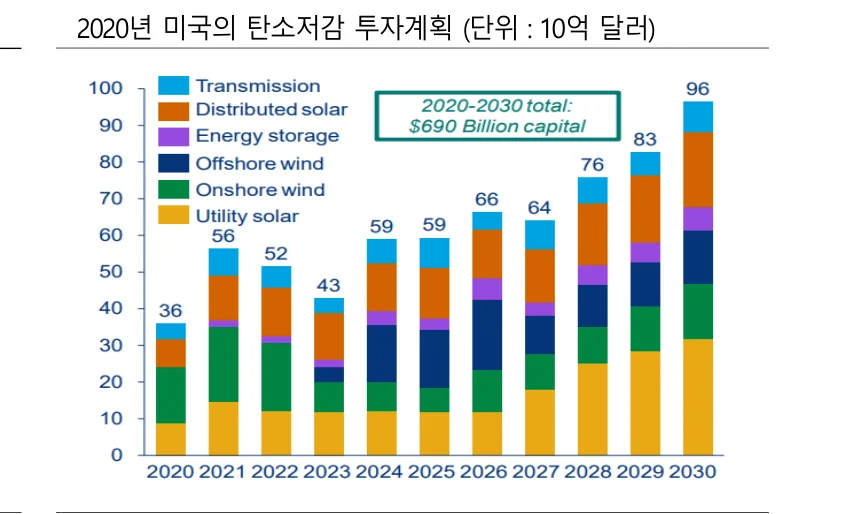 2020년 미국의 탄소저감 투자계획 (단위 : 10억 달러)
100
90
80
70
60
50
40
30
20
10
0
Transmission
Distributed solar
Energy storage
Offshore wind
Onshore wind
Utility solar
2020-2030 total:
$690 Billion capital
36 56 52 43 59 59 66 64 76 83 96
2020 2021 2022 2023 2024 2025 2026 2027 2028 2029 2030